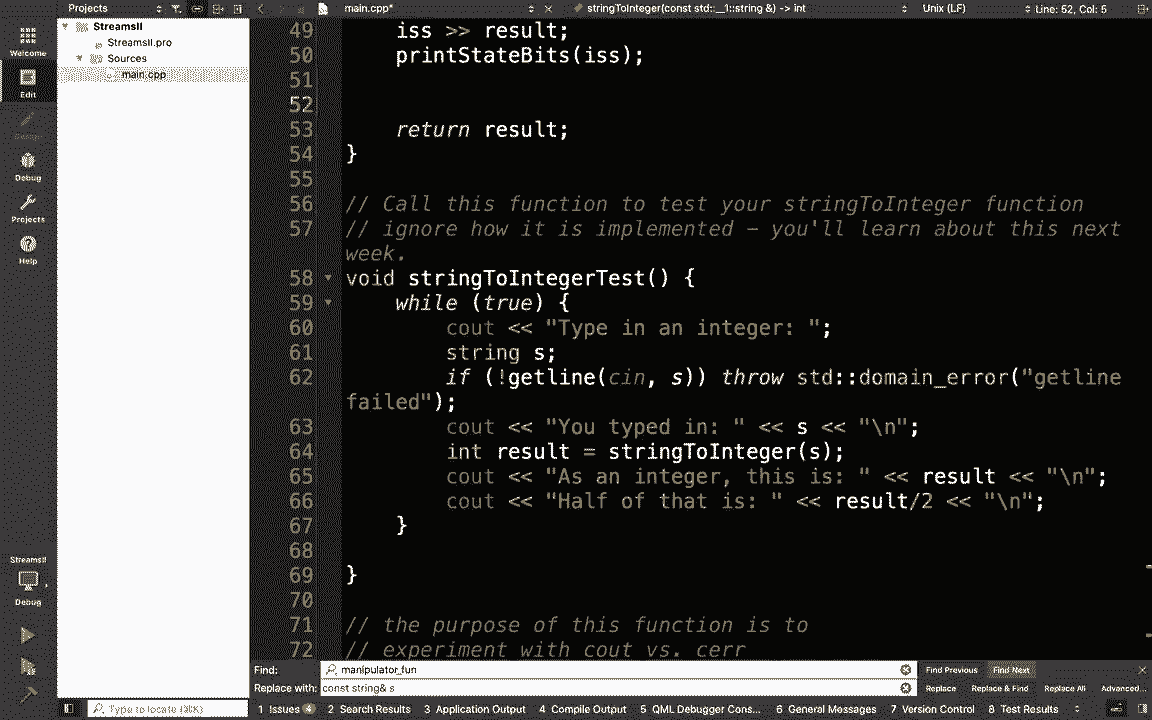 Projects
main.cpp*
stringToInteger(const std::__1::string &) -> int
Unix (LF)
Line: 52, Col: 5
Welcome
Edit
Design
Debug
Projects
Help
StreamsII
Debug
StreamsII
StreamsII.pro
Sources
main.cpp
49 iss >> result;
50 printStateBits(iss);
51
52
53 return result;
54 }
55
56 // Call this function to test your stringToInteger function
57 // ignore how it is implemented - you'll learn about this next
week.
58 void stringToIntegerTest() {
59 while (true) {
60 cout << "Type in an integer: ";
61 string s;
62 if (!getline(cin, s)) throw std::domain_error("getline
failed");
63 cout << "You typed in: " << s << "\n";
64 int result = stringToInteger(s);
65 cout << "As an integer, this is: " << result << "\n";
66 cout << "Half of that is: " << result/2 << "\n";
67 }
68
69 }
70
71 // the purpose of this function is to
72 // experiment with cout vs. cerr
Find: manipulator_fun Find Previous Find Next
Replace with: const string& s Replace Replace & Find Replace All Advanced...
Type to locate (⌘K) 1 Issues 4 2 Search Results 3 Application Output 4 Compile Output 5 QML Debugger Cons... 6 General Messages 7 Version Control 8 Test Results